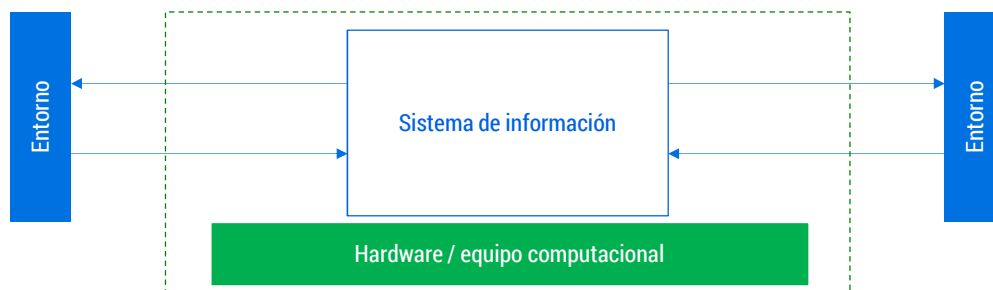 Entorno
Sistema de información
Entorno
Hardware / equipo computacional